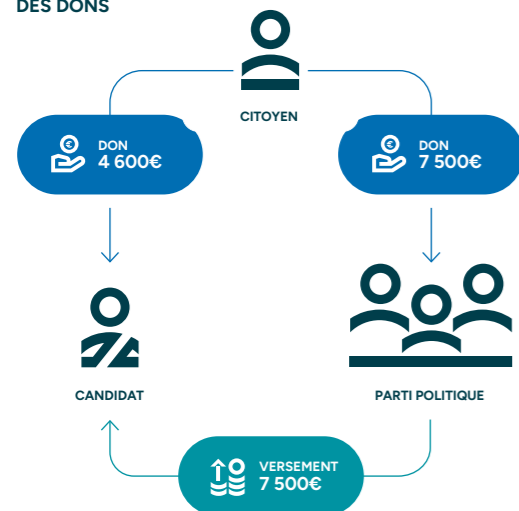 DES DONS
CITOYEN
DON
4 600€
DON
7 500€
CANDIDAT
PARTI POLITIQUE
VERSEMENT
7 500€